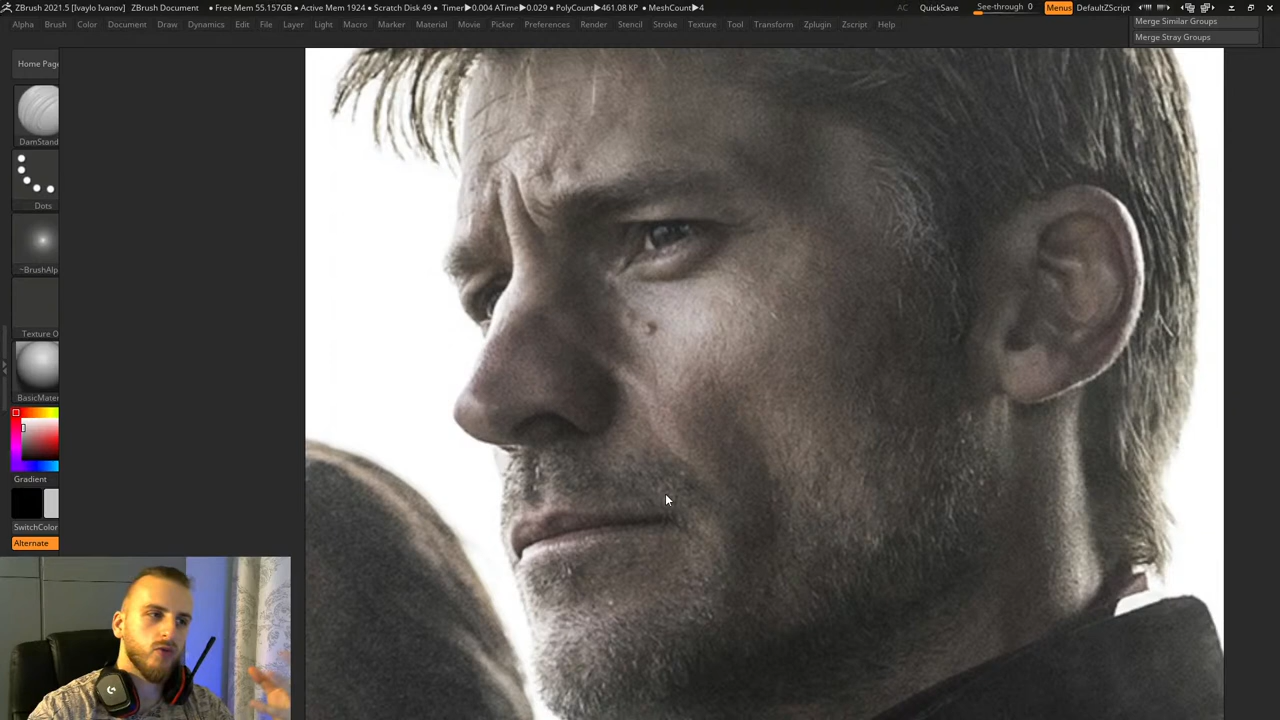 ZBrush 2021.5 [Ivaylo Ivanov] ZBrush Document • Free Mem 55.157GB • Active Mem 1924 • Scratch Disk 49 • Timer▶0.004 ATime▶0.029 • PolyCount▶461.08 KP • MeshCount▶4 AC QuickSave See-through 0 Menus DefaultZScript
Alpha Brush Color Document Draw Dynamics Edit File Layer Light Macro Marker Material Movie Picker Preferences Render Stencil Stroke Texture Tool Transform Zplugin Zscript Help
Merge Similar Groups
Merge Stray Groups
Home Pag
DamStand
Dots
~BrushAlp
Texture O
BasicMater
Gradient
SwitchColor
Alternate
G